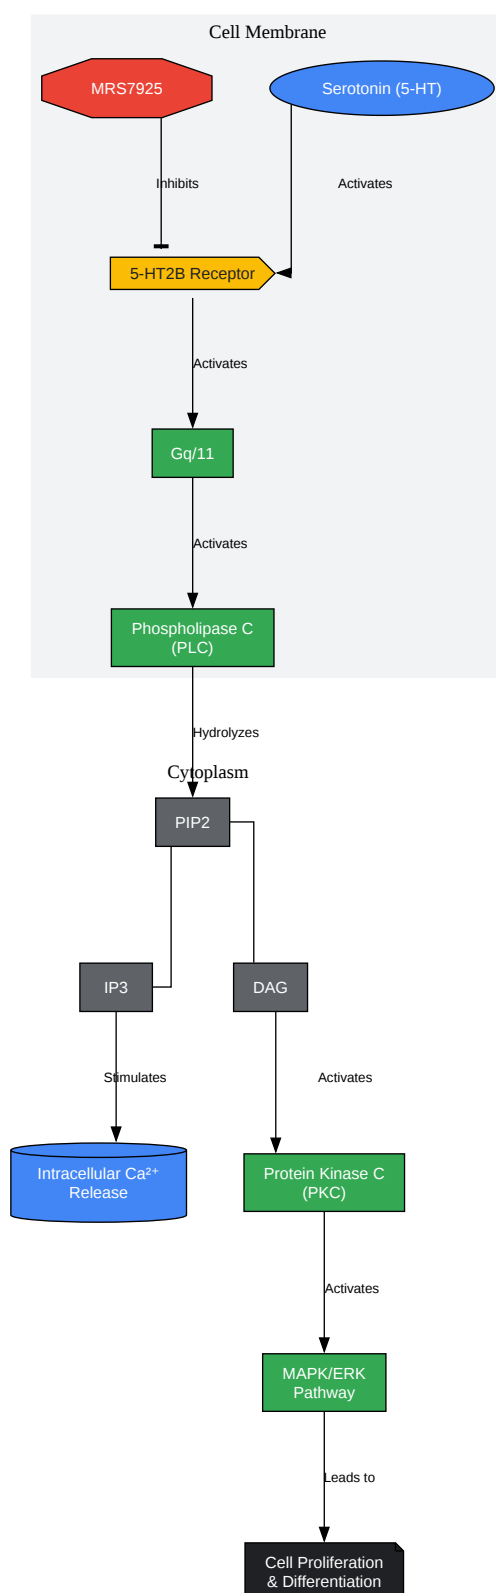 Cell Membrane
MRS7925
Serotonin (5-HT)
Inhibits
Activates
5-HT2B Receptor
Activates
Gq/11
Activates
Phospholipase C
(PLC)
Hydrolyzes
Cytoplasm
PIP2
IP3
DAG
Stimulates
Activates
Intracellular Ca²⁺
Release
Protein Kinase C
(PKC)
Activates
MAPK/ERK
Pathway
Leads to
Cell Proliferation
& Differentiation